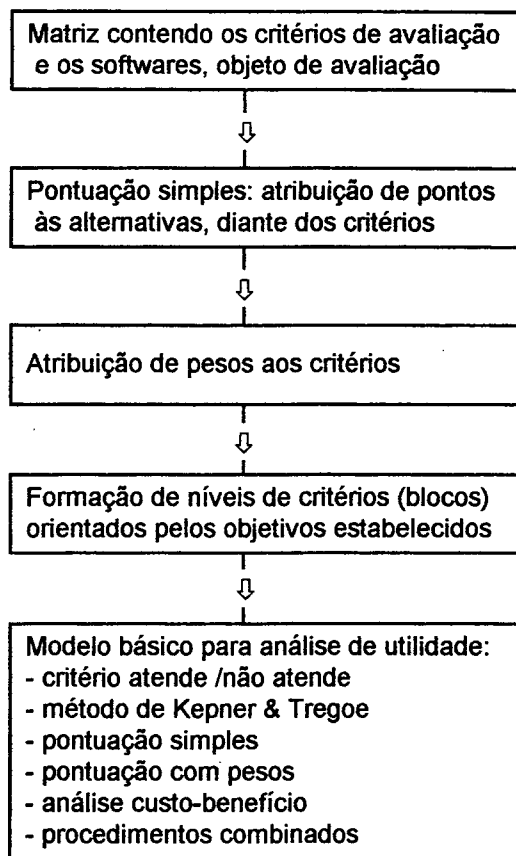 Matriz contendo os critérios de avaliação
e os softwares, objeto de avaliação
Pontuação simples: atribuição de pontos
às alternativas, diante dos critérios
Atribuição de pesos aos critérios
Formação de níveis de critérios (blocos)
orientados pelos objetivos estabelecidos
Modelo básico para análise de utilidade:
- critério atende /não atende
- método de Kepner & Tregoe
- pontuação simples
- pontuação com pesos
- análise custo-benefício
- procedimentos combinados